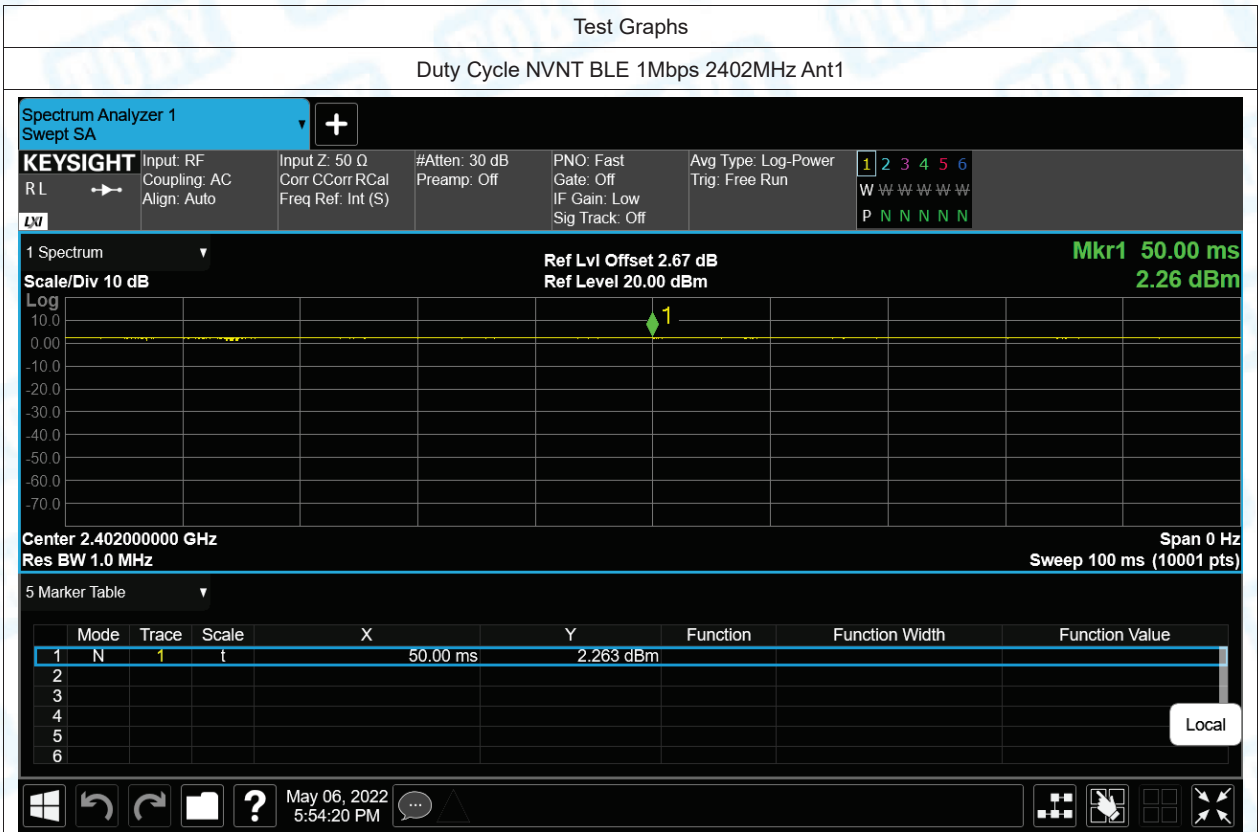 Test Graphs
Duty Cycle NVNT BLE 1Mbps 2402MHz Ant1
Spectrum Analyzer 1
Swept SA
KEYSIGHT
R L
LXI
Input: RF
Coupling: AC
Align: Auto
Input Z: 50 Ω
Corr CCorr RCal
Freq Ref: Int (S)
#Atten: 30 dB
Preamp: Off
PNO: Fast
Gate: Off
IF Gain: Low
Sig Track: Off
Avg Type: Log-Power
Trig: Free Run
1 2 3 4 5 6
W W W W W W
P N N N N N
1 Spectrum
Scale/Div 10 dB
Ref Lvl Offset 2.67 dB
Ref Level 20.00 dBm
Mkr1 50.00 ms
2.26 dBm
Log
10.0
0.00
-10.0
-20.0
-30.0
-40.0
-50.0
-60.0
-70.0
1
Center 2.402000000 GHz
Res BW 1.0 MHz
Span 0 Hz
Sweep 100 ms (10001 pts)
5 Marker Table
Mode Trace Scale X Y Function Function Width Function Value
1 N 1 t 50.00 ms 2.263 dBm
2
3
4
5
6
Local
May 06, 2022
5:54:20 PM